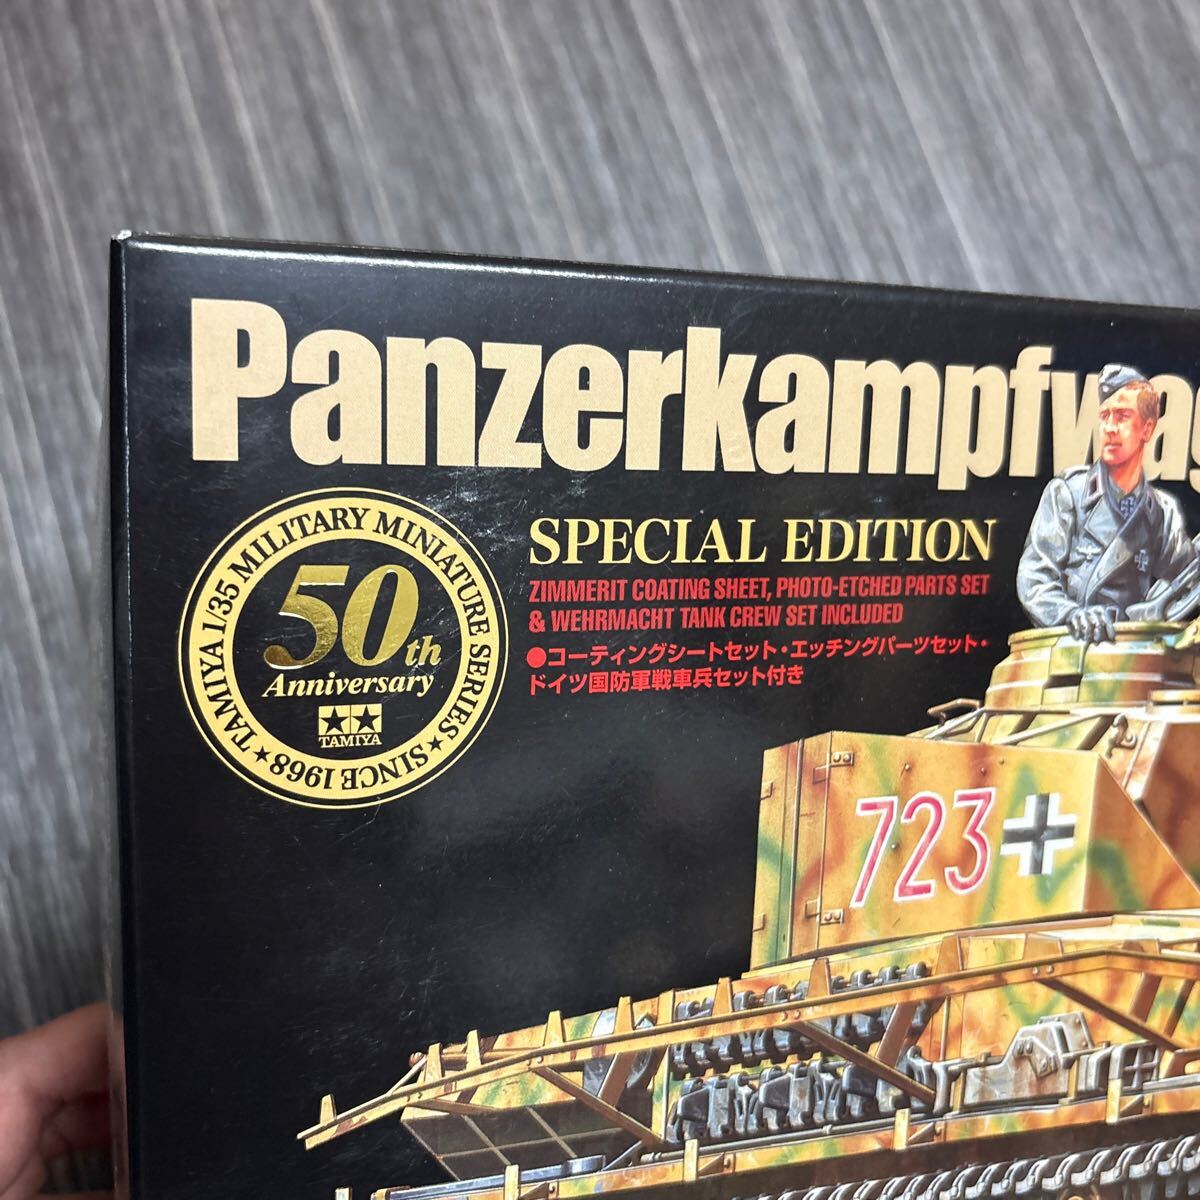 Panzerkampfwag
SPECIAL EDITION
ZIMMERIT COATING SHEET, PHOTO-ETCHED PARTS SET
& WEHRMACHT TANK CREW SET INCLUDED
●コーティングシートセット・エッチングパーツセット・
ドイツ国防軍戦車兵セット付き
★TAMIYA 1/35 MILITARY MINIATURE SERIES★SINCE 1968
50th
Anniversary
TAMIYA
723